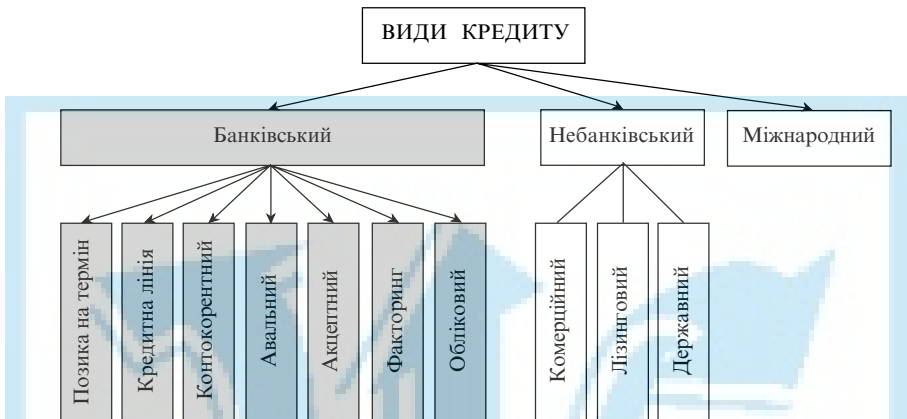 ВИДИ КРЕДИТУ
Банківський
Небанківський
Міжнародний
Позика на термін
Кредитна лінія
Контокорентний
Авальний
Акцептний
Факторинг
Обліковий
Комерційний
Лізинговий
Державний